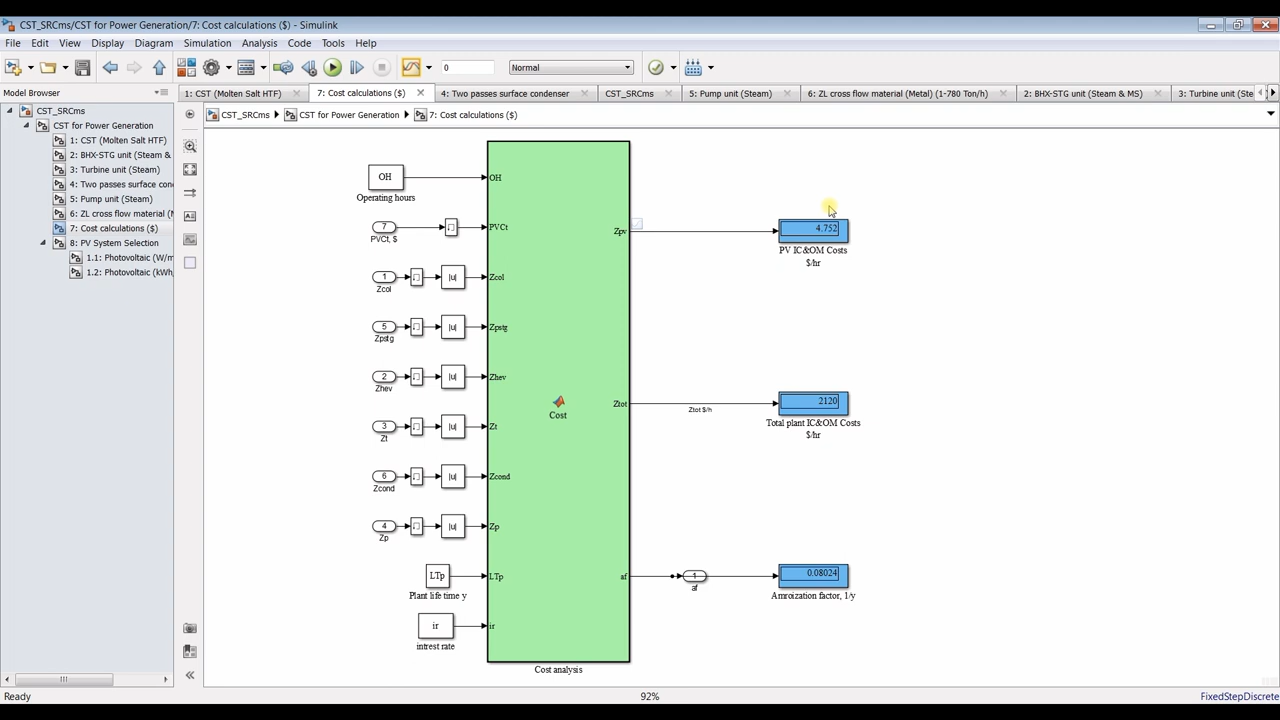 CST_SRCms/CST for Power Generation/7: Cost calculations ($) - Simulink
File Edit View Display Diagram Simulation Analysis Code Tools Help
0
Normal
Model Browser
1: CST (Molten Salt HTF)
7: Cost calculations ($)
4: Two passes surface condenser
CST_SRCms
5: Pump unit (Steam)
6: ZL cross flow material (Metal) (1-780 Ton/h)
2: BHX-STG unit (Steam & MS)
3: Turbine unit (Ste
CST_SRCms
CST for Power Generation
7: Cost calculations ($)
CST_SRCms
CST for Power Generation
1: CST (Molten Salt HTF)
2: BHX-STG unit (Steam &
3: Turbine unit (Steam)
4: Two passes surface con
5: Pump unit (Steam)
6: ZL cross flow material (
7: Cost calculations ($)
8: PV System Selection
1.1: Photovoltaic (W/m
1.2: Photovoltaic (kWh
OH
Operating hours
OH
7
PVCt, $
PVCt
1
Zcol
|u|
Zcol
5
Zpstg
|u|
Zpstg
2
Zhev
|u|
Zhev
3
Zt
|u|
Zt
6
Zcond
|u|
Zcond
4
Zp
|u|
Zp
LTp
Plant life time y
LTp
ir
intrest rate
ir
Cost
Cost analysis
Zpv
4.752
PV IC&OM Costs
$/hr
Ztot
Ztot $/h
2120
Total plant IC&OM Costs
$/hr
af
1
af
0.08024
Amroization factor, 1/y
Ready
92%
FixedStepDiscrete